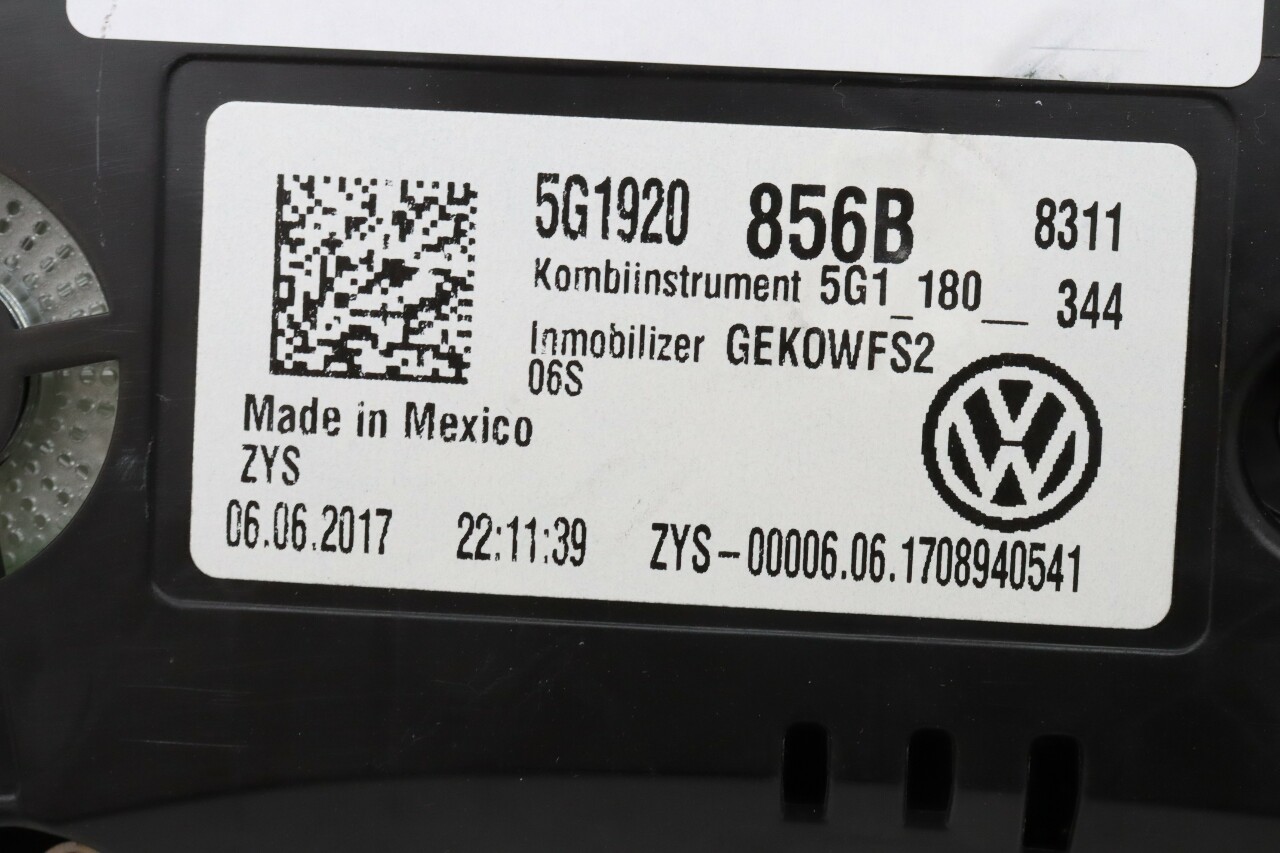 5G1920 856B 8311
Kombiinstrument 5G1_180__ 344
Immobilizer GEKOWFS2
06S
Made in Mexico
ZYS
06.06.2017 22:11:39 ZYS-00006.06.1708940541